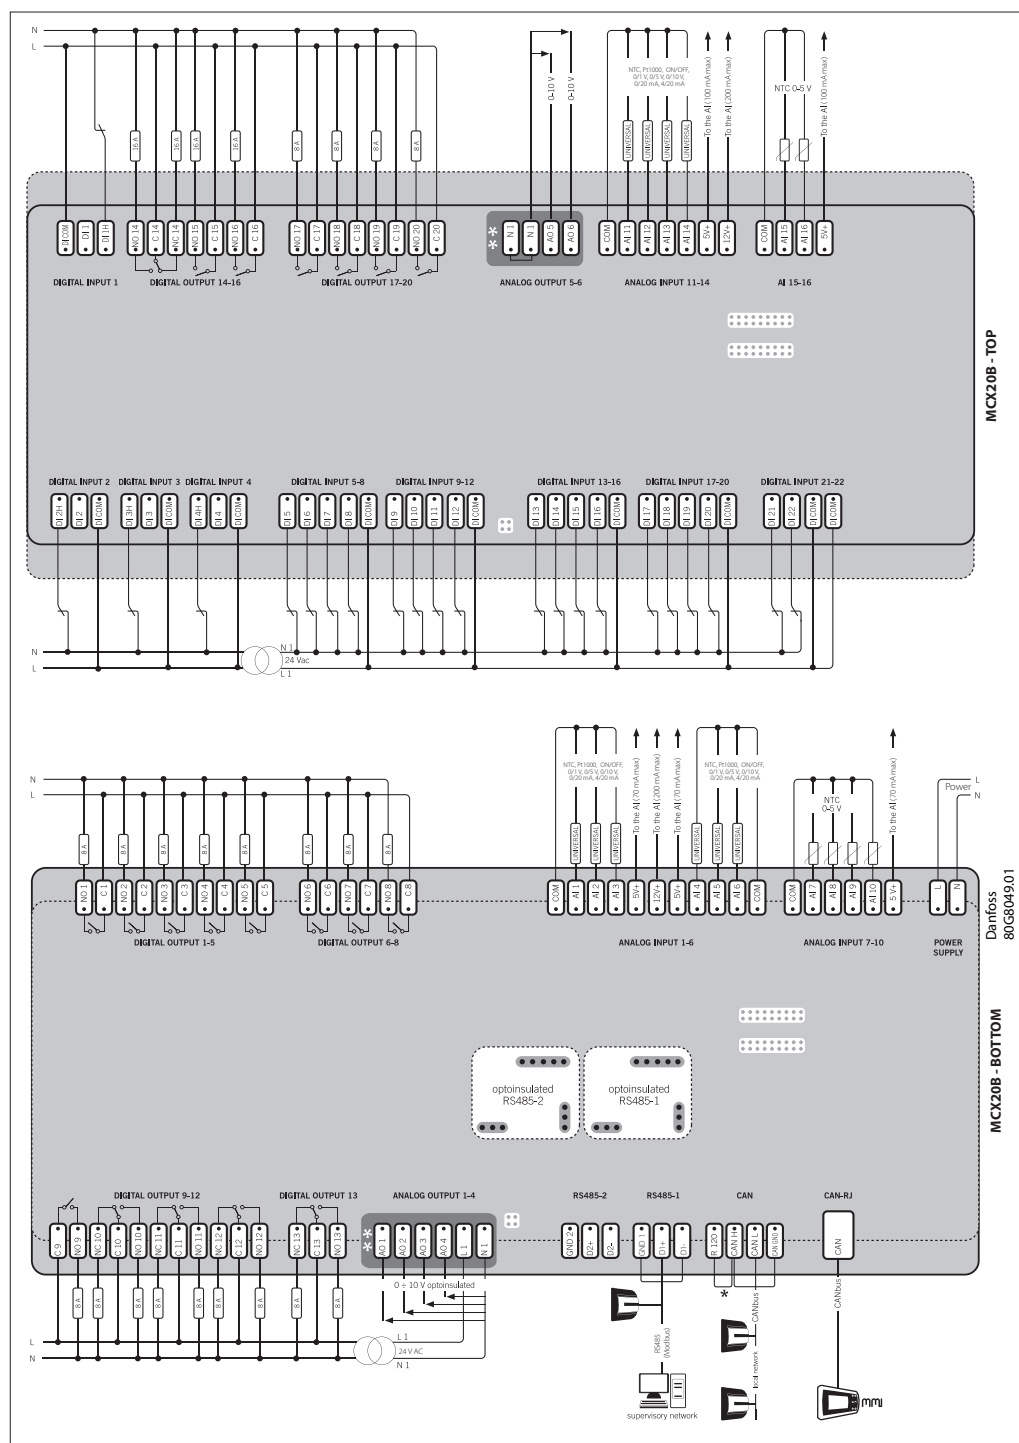 N
L
16 A
16 A
16 A
16 A
8 A
8 A
8 A
8 A
0-10 V
0-10 V
NTC, Pt1000, ON/OFF,
0/1 V, 0/5 V, 0/10 V,
0/20 mA, 4/20 mA
UNIVERSAL
UNIVERSAL
UNIVERSAL
UNIVERSAL
To the AI (100 mA max)
To the AI (200 mA max)
NTC 0-5 V
To the AI (100 mA max)
DI COM
DI 1
DI 1H
NO 14
C 14
NC 14
NO 15
C 15
NO 16
C 16
NO 17
C 17
NO 18
C 18
NO 19
C 19
NO 20
C 20
* *
N 1
N 1
AO 5
AO 6
COM
AI 11
AI 12
AI 13
AI 14
5V+
12V+
COM
AI 15
AI 16
5V+
DIGITAL INPUT 1
DIGITAL OUTPUT 14-16
DIGITAL OUTPUT 17-20
ANALOG OUTPUT 5-6
ANALOG INPUT 11-14
AI 15-16
MCX20B - TOP
DIGITAL INPUT 2
DIGITAL INPUT 3
DIGITAL INPUT 4
DIGITAL INPUT 5-8
DIGITAL INPUT 9-12
DIGITAL INPUT 13-16
DIGITAL INPUT 17-20
DIGITAL INPUT 21-22
DI 2H
DI 2
DI COM
DI 3H
DI 3
DI COM
DI 4H
DI 4
DI COM
DI 5
DI 6
DI 7
DI 8
DI COM
DI 9
DI 10
DI 11
DI 12
DI COM
DI 13
DI 14
DI 15
DI 16
DI COM
DI 17
DI 18
DI 19
DI 20
DI COM
DI 21
DI 22
DI COM
DI COM
N
L
N 1
24 Vac
L 1
N
L
8 A
8 A
8 A
8 A
8 A
8 A
8 A
8 A
NTC, Pt1000, ON/OFF,
0/1 V, 0/5 V, 0/10 V,
0/20 mA, 4/20 mA
UNIVERSAL
UNIVERSAL
UNIVERSAL
To the AI (70 mA max)
To the AI (200 mA max)
To the AI (70 mA max)
NTC, Pt1000, ON/OFF,
0/1 V, 0/5 V, 0/10 V,
0/20 mA, 4/20 mA
UNIVERSAL
UNIVERSAL
UNIVERSAL
NTC
0-5 V
To the AI (70 mA max)
L
Power
N
NO 1
C 1
NO 2
C 2
NO 3
C 3
NO 4
C 4
NO 5
C 5
NO 6
C 6
NO 7
C 7
NO 8
C 8
COM
AI 1
AI 2
AI 3
5V+
12V+
5V+
AI 4
AI 5
AI 6
COM
COM
AI 7
AI 8
AI 9
AI 10
5 V+
L
N
DIGITAL OUTPUT 1-5
DIGITAL OUTPUT 6-8
ANALOG INPUT 1-6
ANALOG INPUT 7-10
POWER
SUPPLY
Danfoss
80G8049.01
MCX20B - BOTTOM
optoinsulated
RS485-2
optoinsulated
RS485-1
DIGITAL OUTPUT 9-12
DIGITAL OUTPUT 13
ANALOG OUTPUT 1-4
RS485-2
RS485-1
CAN
CAN-RJ
C 9
NO 9
NC 10
C 10
NO 10
NC 11
C 11
NO 11
NC 12
C 12
NO 12
NC 13
C 13
NO 13
* *
AO 1
AO 2
AO 3
AO 4
L 1
N 1
GND 2
D2+
D2-
GND 1
D1+
D1-
R 120
CAN H
CAN L
CAN GND
CAN
8 A
8 A
8 A
8 A
8 A
8 A
8 A
8 A
8 A
8 A
0 ÷ 10 V optoinsulated
*
L
N
L 1
24 V AC
N 1
RS485
(Modbus)
supervisory network
local network
CANbus
CANbus
mmi